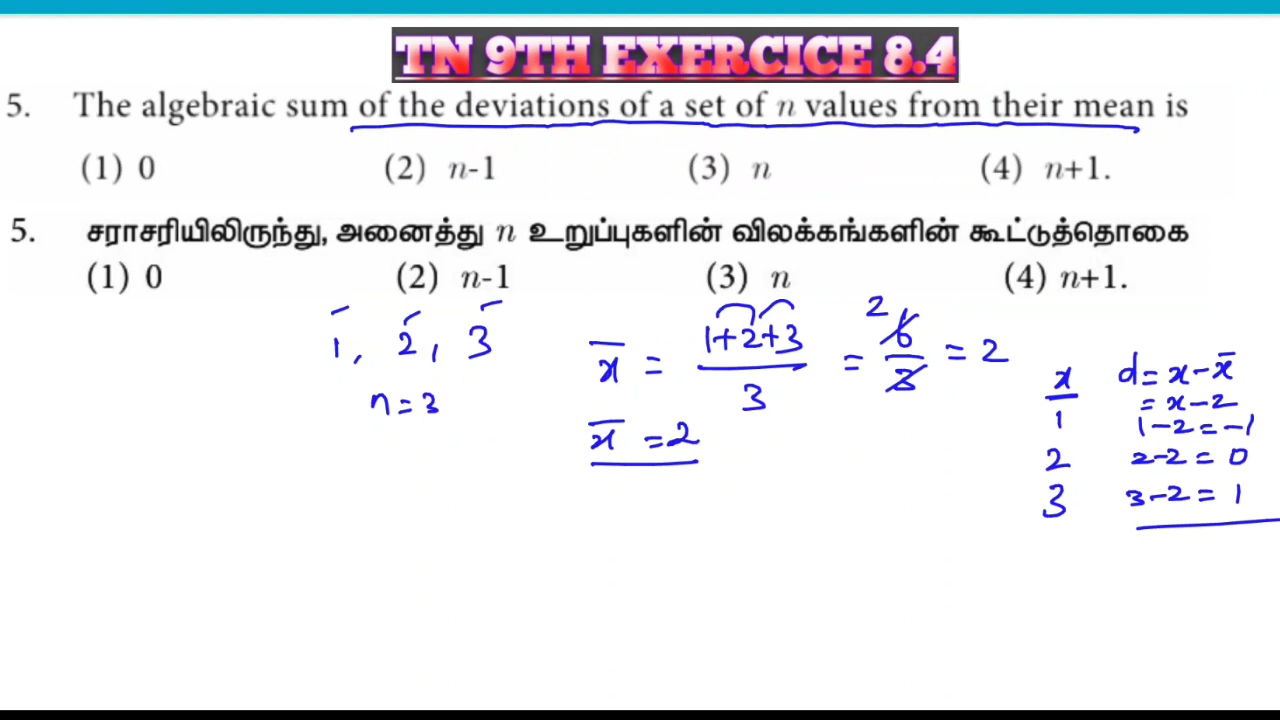 TN 9TH EXERCICE 8.4
5. The algebraic sum of the deviations of a set of n values from their mean is
(1) 0 (2) n-1 (3) n (4) n+1.
5. சராசரியிலிருந்து, அனைத்து n உறுப்புகளின் விலக்கங்களின் கூட்டுத்தொகை
(1) 0 (2) n-1 (3) n (4) n+1.
1, 2, 3
n = 3
x̄ = 1+2+3 / 3 = 2 6 / 3 = 2
x̄ = 2
x d = x - x̄
= x - 2
1 1 - 2 = -1
2 2 - 2 = 0
3 3 - 2 = 1